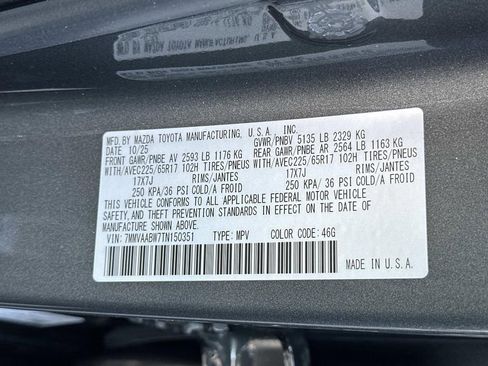 MFD. BY MAZDA TOYOTA MANUFACTURING, U.S.A., INC.
DATE 10/25 GVWR/PNBV 5135 LB 2329 KG
FRONT GAWR/PNBE AV 2593 LB 1176 KG REAR GAWR/PNBE AR 2564 LB 1163 KG
WITH/AVEC225/65R17 102H TIRES/PNEUS WITH/AVEC225/65R17 102H TIRES/PNEUS
17X7J RIMS/JANTES 17X7J RIMS/JANTES
250 KPA/36 PSI COLD/A FROID 250 KPA/ 36 PSI COLD/A FROID
THIS VEHICLE CONFORMS TO ALL APPLICABLE FEDERAL MOTOR VEHICLE
SAFETY, AND THEFT PREVENTION STANDARDS IN EFFECT ON THE DATE OF
MANUFACTURE SHOWN ABOVE.
VIN: 7MMVAABW7TN150351 TYPE: MPV COLOR CODE: 46G
MADE IN U.S.A.